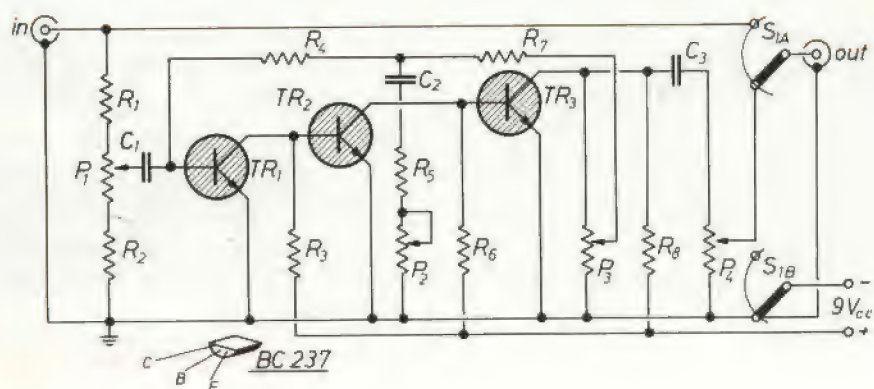 in
R1
P1
C1
R2
R4
TR1
TR2
R3
C2
R5
P2
R7
R6
TR3
P3
R8
C3
P4
S1A
out
S1B
-
9Vcc
+
C
B
E
BC 237